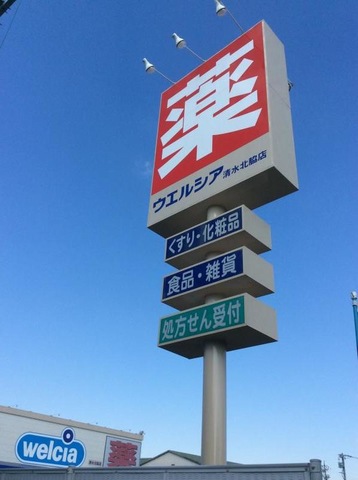 薬
ウエルシア清水北脇店
くすり・化粧品
食品・雑貨
処方せん受付
welcia
薬